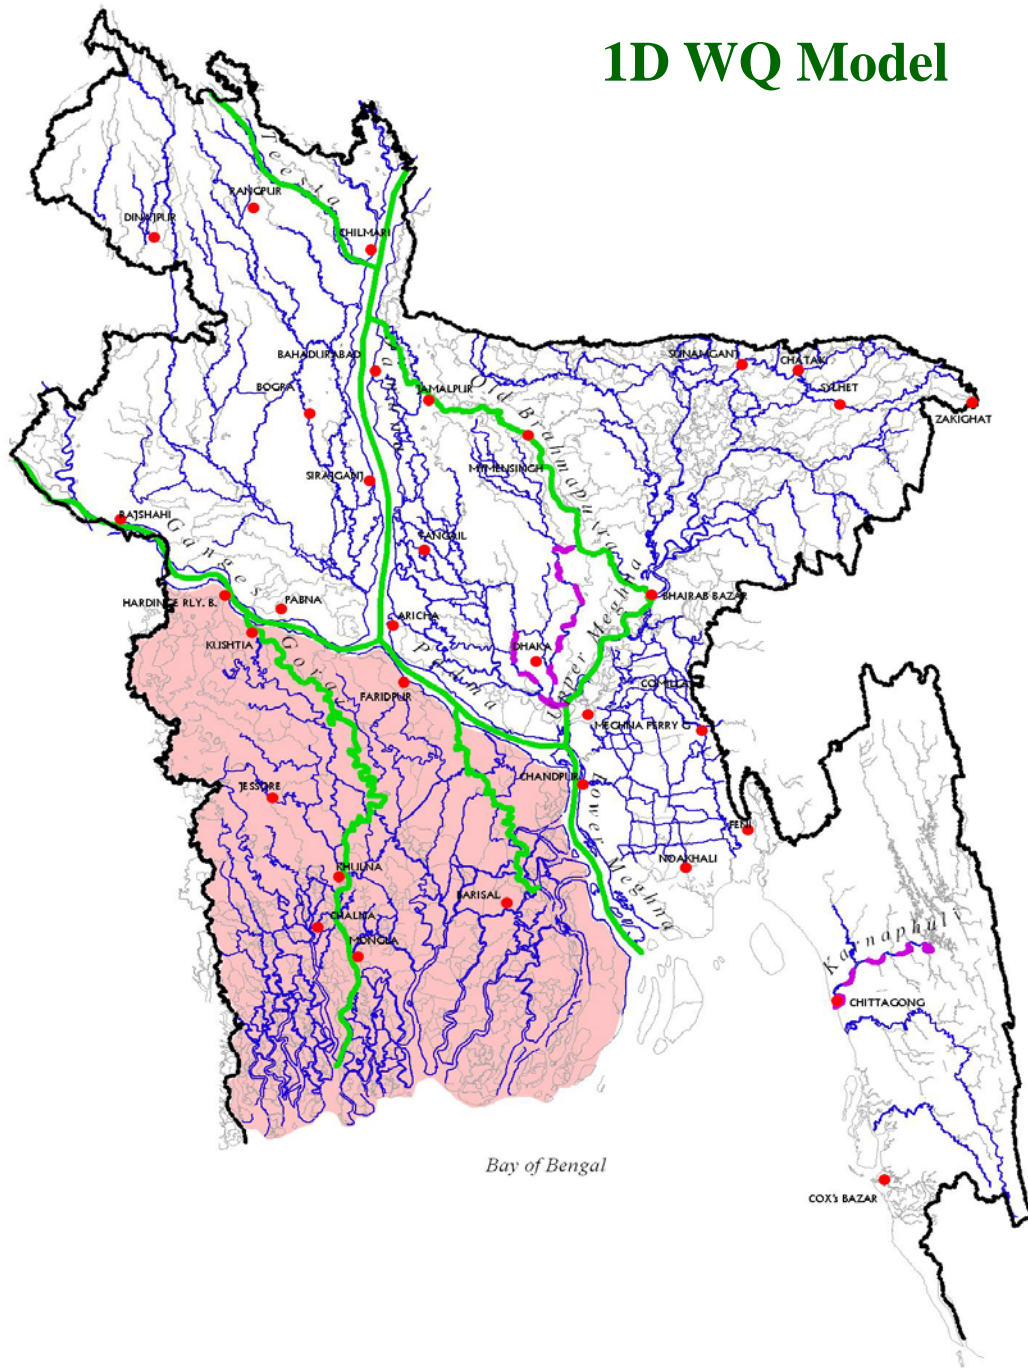 1D WQ Model
Teesta
RANGPUR
DINAJPUR
CHILMARI
BAHADURABAD
Jamuna
BOGRA
JAMALPUR
Old Brahmaputra
SUNAMGANJ
CHATAK
SYLHET
ZAKIGHAT
MYMENSINGH
SIRAJGANJ
RAJSHAHI
Ganges
TANGAIL
HARDINGE RLY. B.
PABNA
ARICHA
BHAIRAB BAZAR
KUSHTIA
Gorai
Padma
DHAKA
Upper Meghna
FARIDPUR
COMILLA
MEGHNA FERRY G
CHANDPUR
JESSORE
Lower Meghna
FENI
NOAKHALI
KHULNA
BARISAL
CHALNA
MONGLA
Karnaphuli
CHITTAGONG
Bay of Bengal
COX's BAZAR